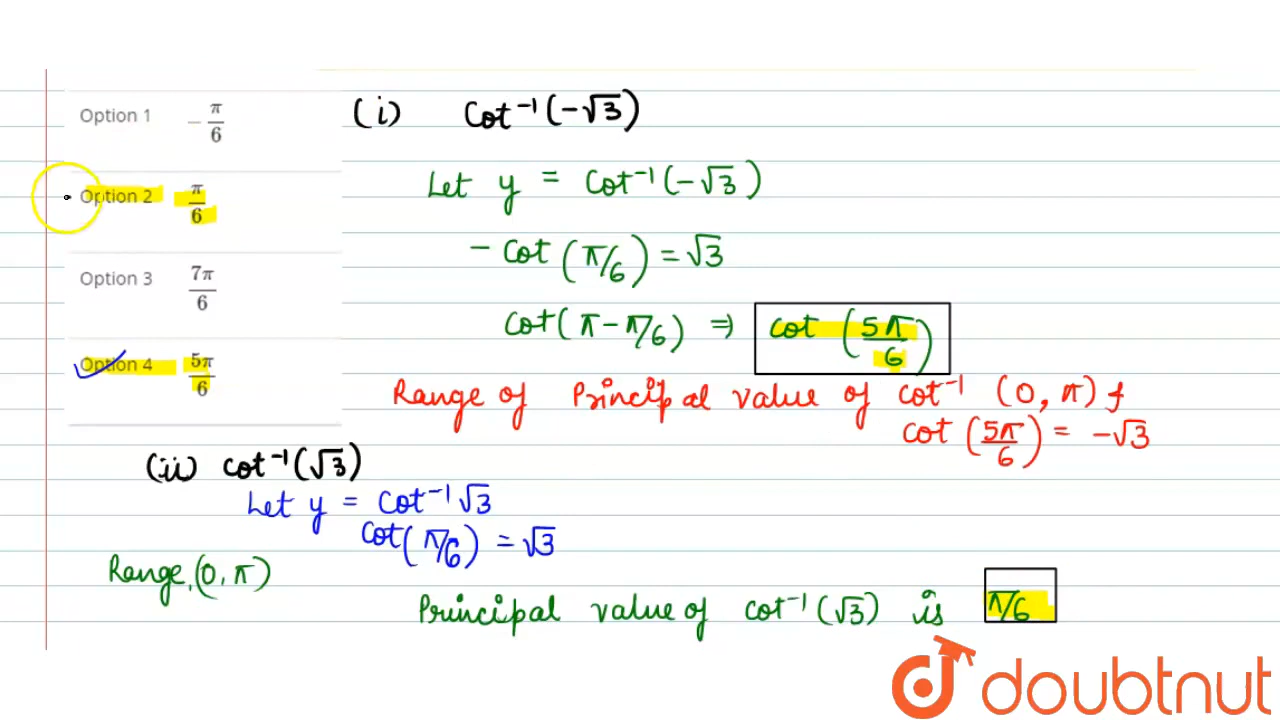 Option 1 -π/6
Option 2 π/6
Option 3 7π/6
Option 4 5π/6
(i) Cot⁻¹(-√3)
Let y = Cot⁻¹(-√3)
- Cot (π/6) = √3
Cot(π-π/6) ⇒ cot (5π/6)
Range of Principal value of cot⁻¹ (0, π) f
cot (5π/6) = -√3
(ii) cot⁻¹(√3)
Let y = cot⁻¹√3
Cot(π/6) = √3
Range, (0, π)
Principal value of cot⁻¹(√3) is π/6
doubtnut